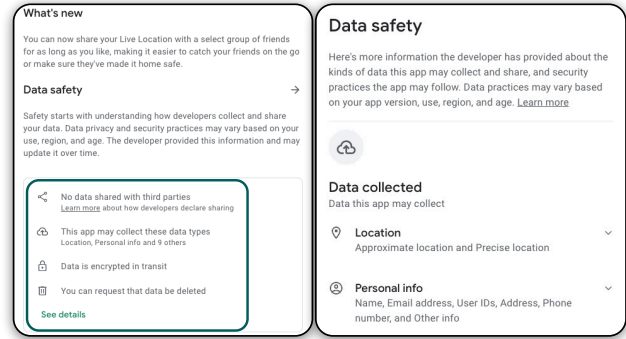 What's new
You can now share your Live Location with a select group of friends
for as long as you like, making it easier to catch your friends on the go
or make sure they've made it home safe.
Data safety
Safety starts with understanding how developers collect and share
your data. Data privacy and security practices may vary based on your
use, region, and age. The developer provided this information and may
update it over time.
No data shared with third parties
Learn more about how developers declare sharing
This app may collect these data types
Location, Personal info and 9 others
Data is encrypted in transit
You can request that data be deleted
See details
Data safety
Here's more information the developer has provided about the
kinds of data this app may collect and share, and security
practices the app may follow. Data practices may vary based
on your app version, use, region, and age. Learn more
Data collected
Data this app may collect
Location
Approximate location and Precise location
Personal info
Name, Email address, User IDs, Address, Phone
number, and Other info